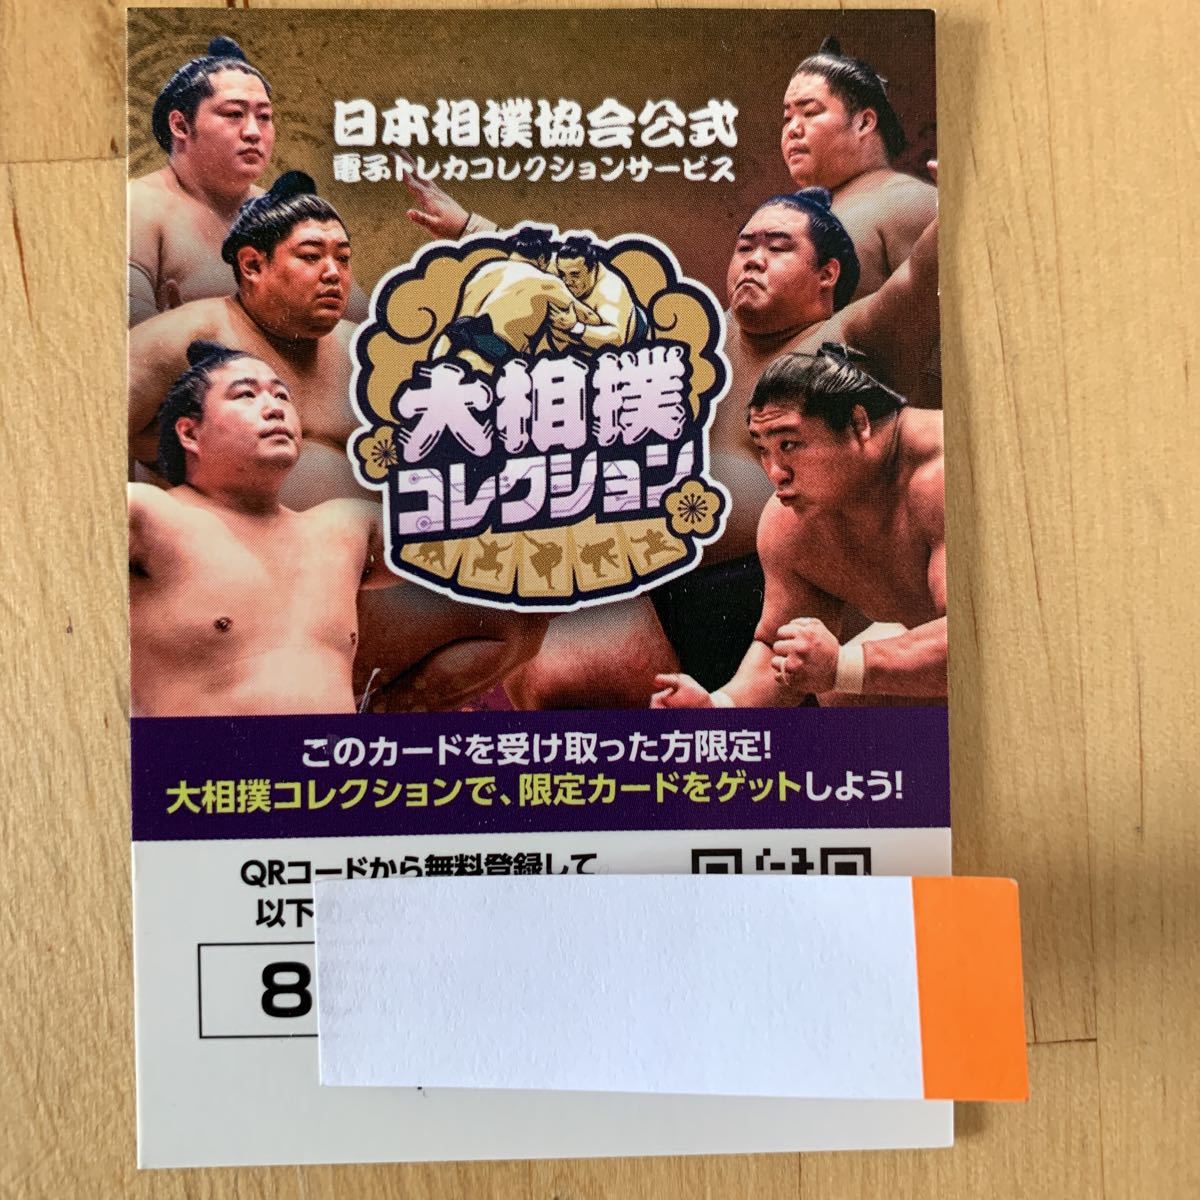 日本相撲協会公式
電子トレカコレクションサービス
大相撲
コレクション
このカードを受け取った方限定!
大相撲コレクションで、限定カードをゲットしよう!
QRコードから無料登録して
以下
8